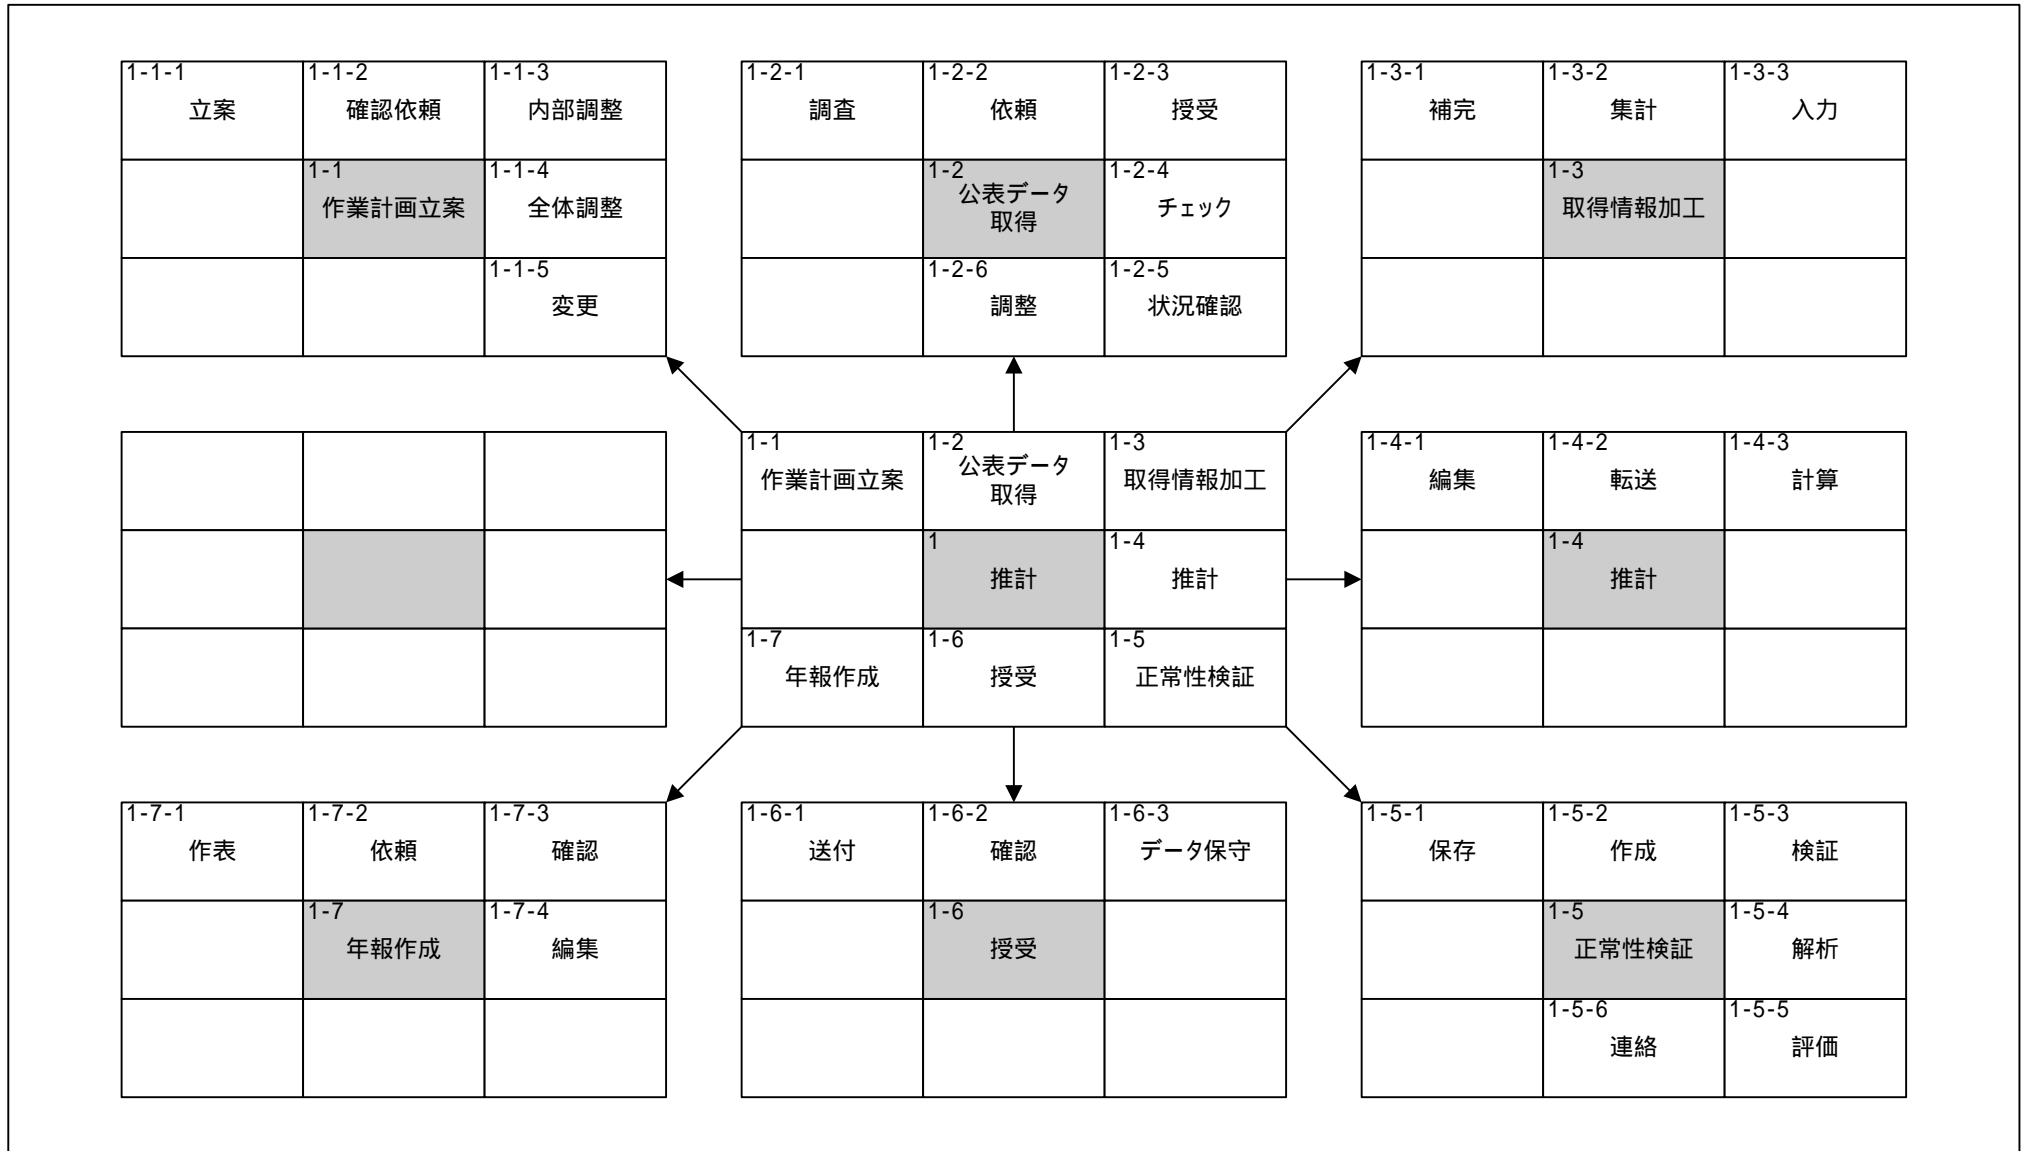 1-1-1 1-1-2 1-1-3
立案 確認依頼 内部調整
1-1 1-1-4
作業計画立案 全体調整
1-1-5
変更
1-2-1 1-2-2 1-2-3
調査 依頼 授受
1-2 1-2-4
公表データ
取得 チェック
1-2-6 1-2-5
調整 状況確認
1-3-1 1-3-2 1-3-3
補完 集計 入力
1-3
取得情報加工
1-1 1-2 1-3
作業計画立案 公表データ
取得 取得情報加工
1 1-4
推計 推計
1-7 1-6 1-5
年報作成 授受 正常性検証
1-4-1 1-4-2 1-4-3
編集 転送 計算
1-4
推計
1-7-1 1-7-2 1-7-3
作表 依頼 確認
1-7 1-7-4
年報作成 編集
1-6-1 1-6-2 1-6-3
送付 確認 データ保守
1-6
授受
1-5-1 1-5-2 1-5-3
保存 作成 検証
1-5 1-5-4
正常性検証 解析
1-5-6 1-5-5
連絡 評価